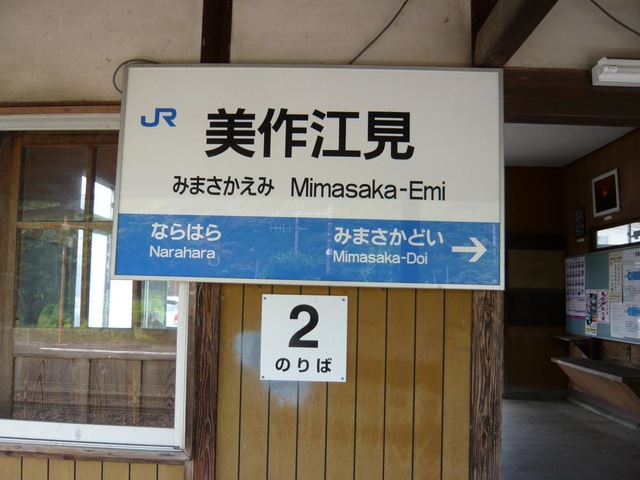 JR
美作江見
みまさかえみ Mimasaka-Emi
ならはら みまさかどい
Narahara Mimasaka-Doi
2
のりば